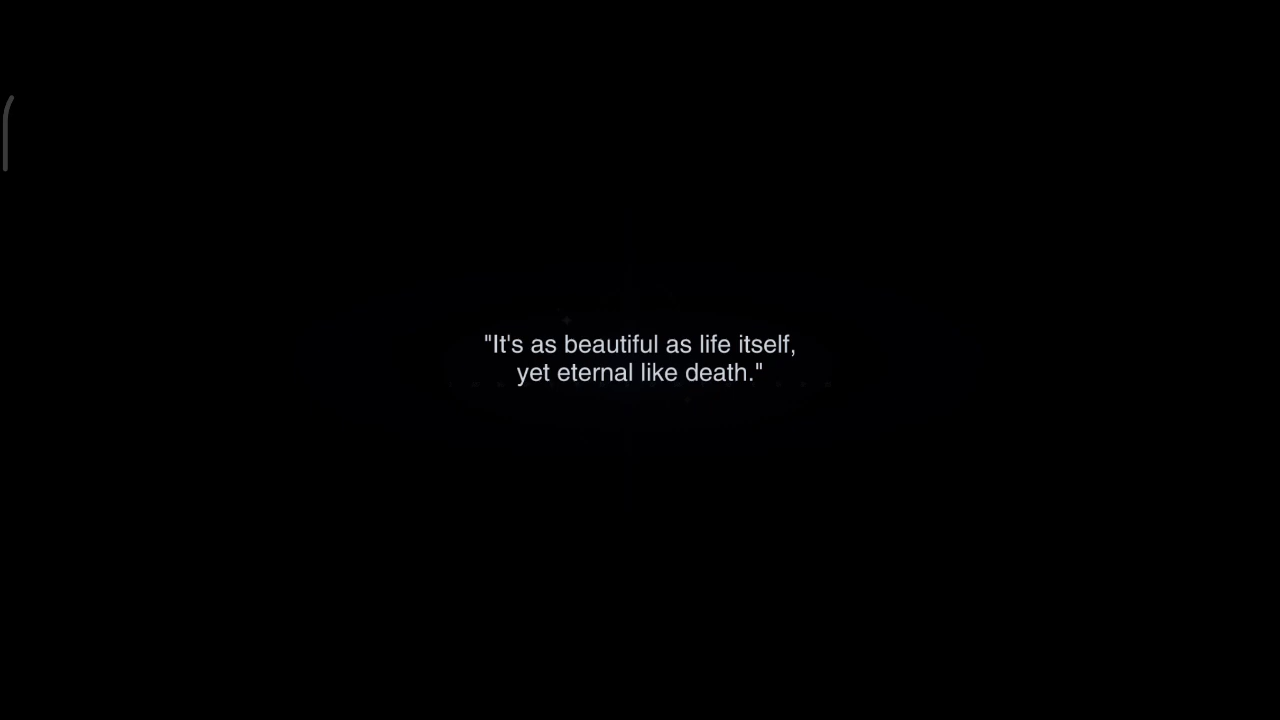 "It's as beautiful as life itself,
yet eternal like death."